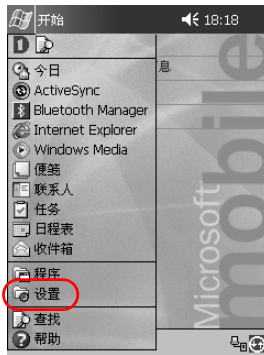 开始 18:18
今日
息
ActiveSync
Bluetooth Manager
Internet Explorer
Windows Media
便笺
联系人
任务
日程表
收件箱
程序
设置
查找
帮助
Microsoft
mobile